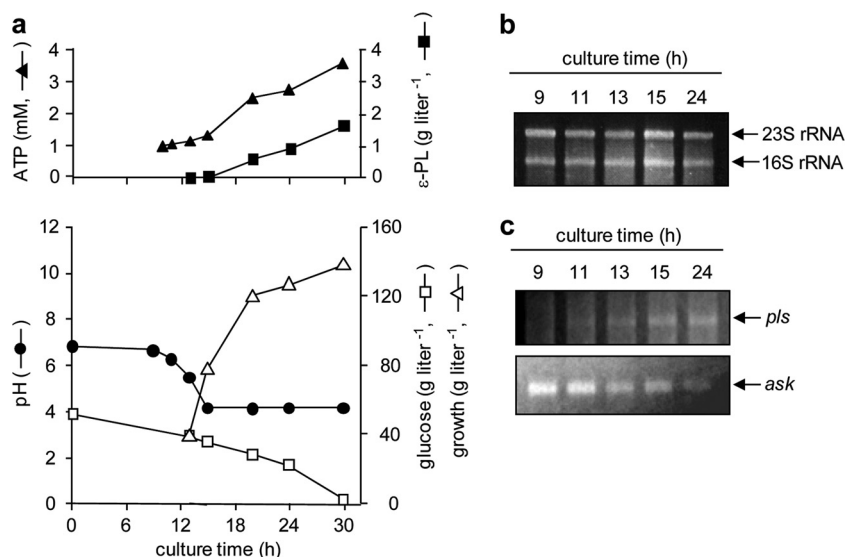 a
ATP (mM, —▲—)
4
3
2
1
0
4
3
2
1
0
ε-PL (g liter⁻¹, —■—)
pH (—●—)
12
10
8
6
4
2
0
160
120
80
40
0
glucose (g liter⁻¹, —□—)
growth (g liter⁻¹, —△—)
0 6 12 18 24 30
culture time (h)
b
culture time (h)
9 11 13 15 24
23S rRNA
16S rRNA
c
culture time (h)
9 11 13 15 24
pls
ask